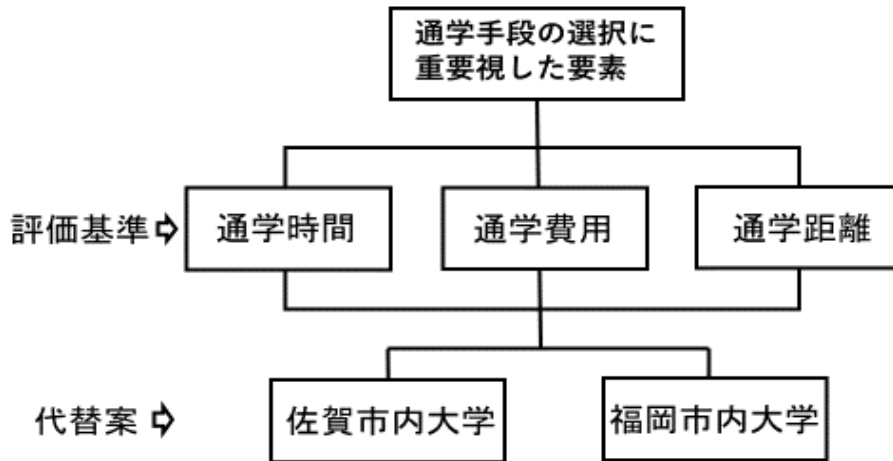 通学手段の選択に
重要視した要素
評価基準⇨ 通学時間 通学費用 通学距離
代替案⇨ 佐賀市内大学 福岡市内大学